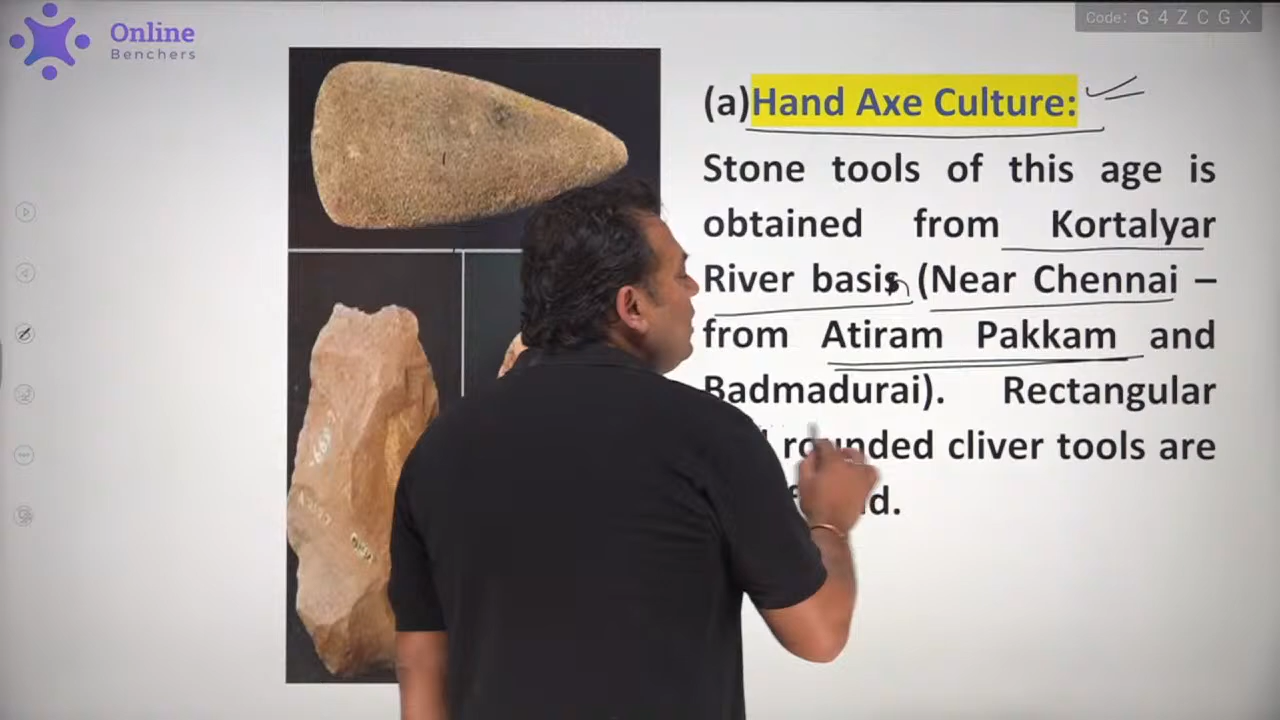 Online
Benchers
Code: G 4 Z C G X
(a)Hand Axe Culture:
Stone tools of this age is
obtained from Kortalyar
River basis (Near Chennai –
from Atiram Pakkam and
Badmadurai). Rectangular
rounded cliver tools are